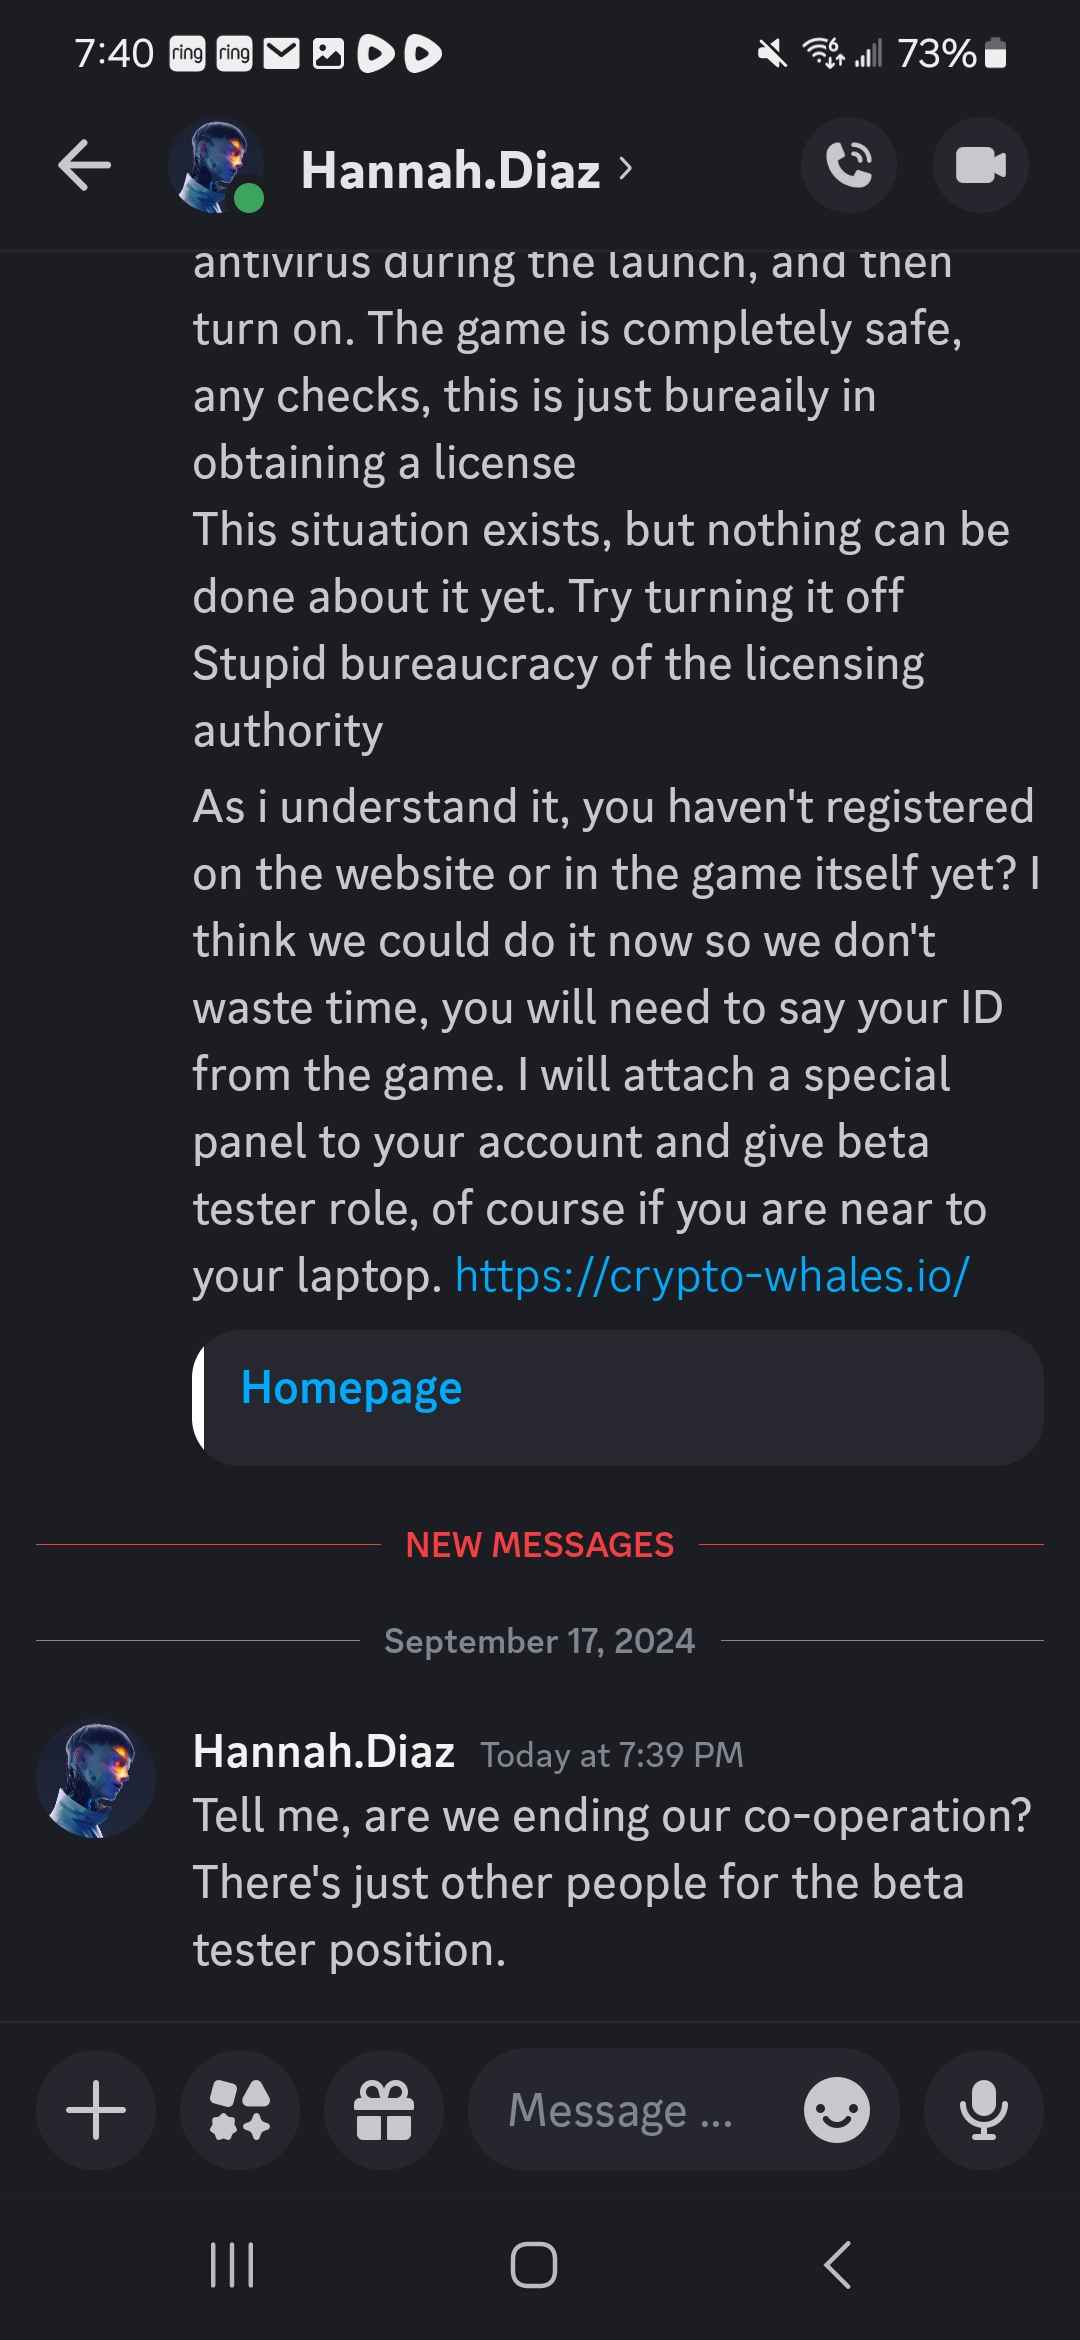 7:40 ring ring 6 73%
Hannah.Diaz
antivirus during the launch, and then
turn on. The game is completely safe,
any checks, this is just bureaily in
obtaining a license
This situation exists, but nothing can be
done about it yet. Try turning it off
Stupid bureaucracy of the licensing
authority
As i understand it, you haven't registered
on the website or in the game itself yet? I
think we could do it now so we don't
waste time, you will need to say your ID
from the game. I will attach a special
panel to your account and give beta
tester role, of course if you are near to
your laptop. https://crypto-whales.io/
Homepage
NEW MESSAGES
September 17, 2024
Hannah.Diaz Today at 7:39 PM
Tell me, are we ending our co-operation?
There's just other people for the beta
tester position.
Message ...